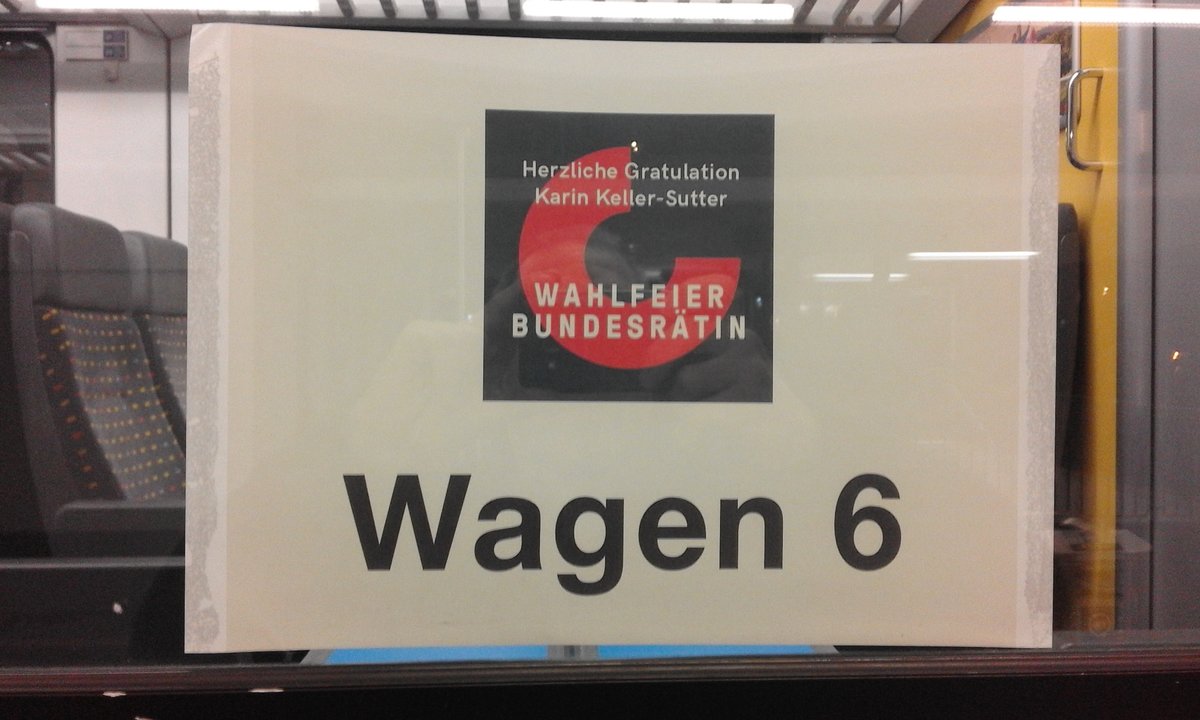 Herzliche Gratulation
Karin Keller-Sutter
WAHLFEIER
BUNDESRÄTIN
Wagen 6